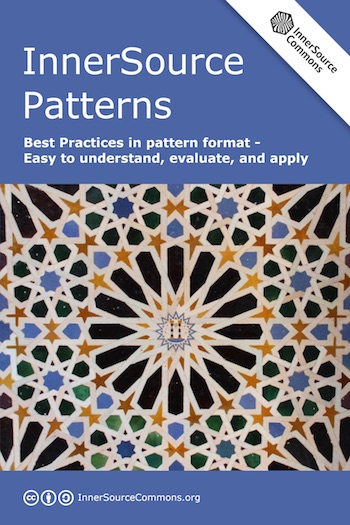 InnerSource
Commons
InnerSource
Patterns
Best Practices in pattern format -
Easy to understand, evaluate, and apply
InnerSourceCommons.org